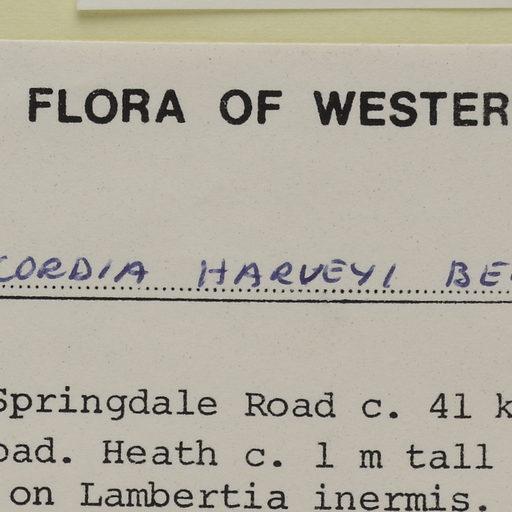 FLORA OF WESTER
CORDIA HARVEYI BE
Springdale Road c. 41 k
oad. Heath c. 1 m tall
on Lambertia inermis.